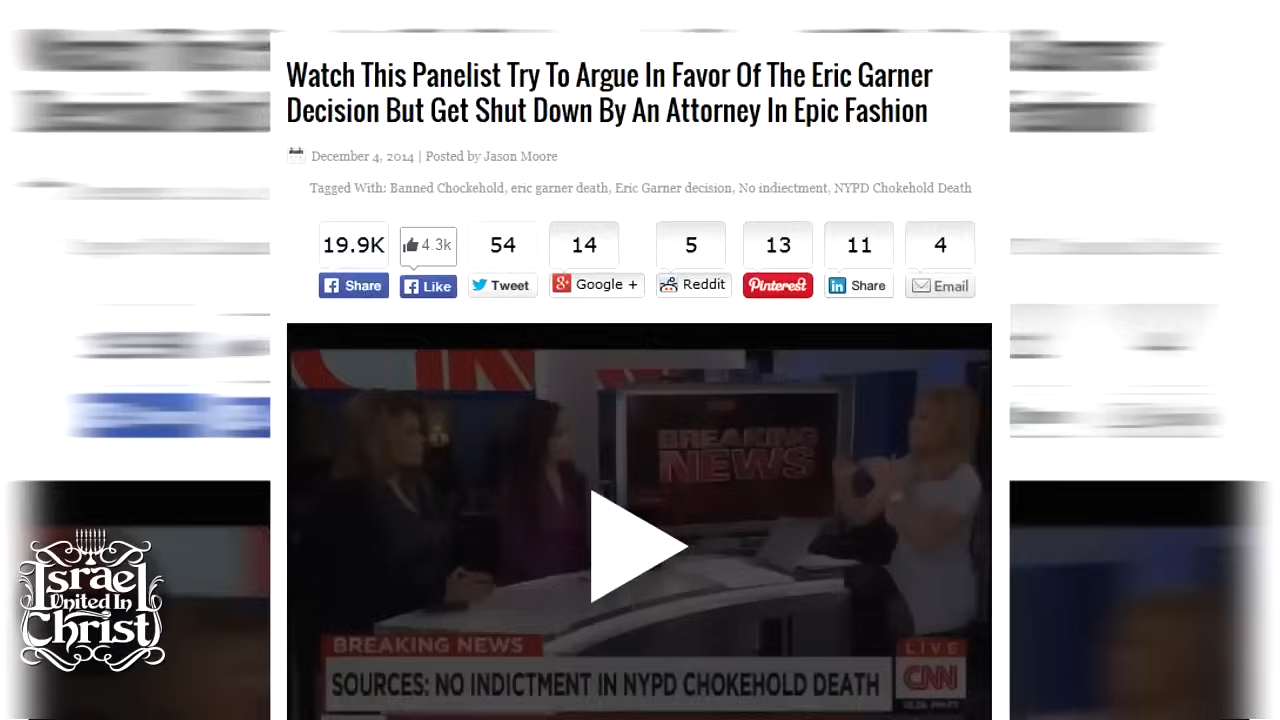 Watch This Panelist Try To Argue In Favor Of The Eric Garner
Decision But Get Shut Down By An Attorney In Epic Fashion
December 4, 2014 | Posted by Jason Moore
Tagged With: Banned Chockehold, eric garner death, Eric Garner decision, No indiectment, NYPD Chokehold Death
19.9K 4.3k 54 14 5 13 11 4
Share Like Tweet Google + Reddit Pinterest Share Email
BREAKING
NEWS
BREAKING NEWS
LIVE
SOURCES: NO INDICTMENT IN NYPD CHOKEHOLD DEATH
CNN
Israel
United In
Christ